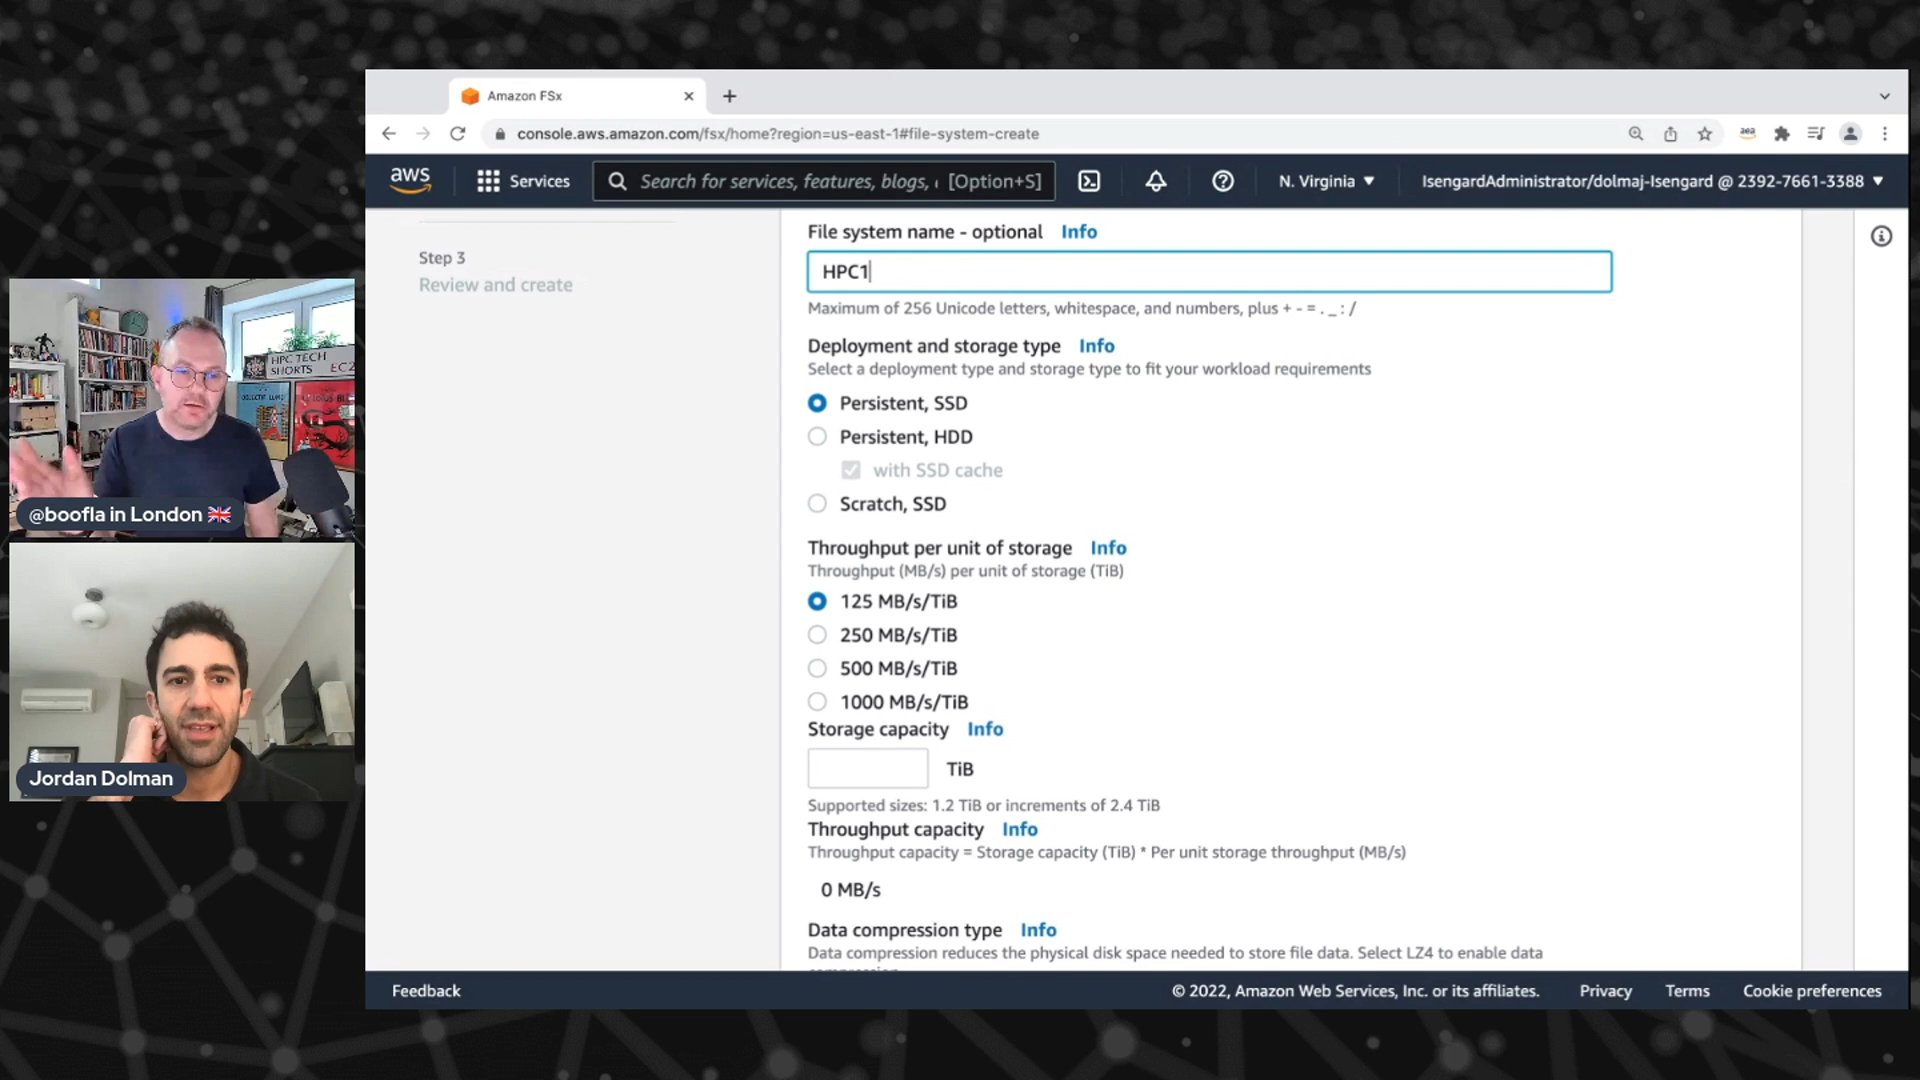 Amazon FSx
console.aws.amazon.com/fsx/home?region=us-east-1#file-system-create
aea
aws
Services
Search for services, features, blogs, [Option+S]
N. Virginia
IsengardAdministrator/dolmaj-Isengard @ 2392-7661-3388
Step 3
Review and create
File system name - optional Info
HPC1
Maximum of 256 Unicode letters, whitespace, and numbers, plus + - = . _ : /
Deployment and storage type Info
Select a deployment type and storage type to fit your workload requirements
Persistent, SSD
Persistent, HDD
with SSD cache
Scratch, SSD
Throughput per unit of storage Info
Throughput (MB/s) per unit of storage (TiB)
125 MB/s/TiB
250 MB/s/TiB
500 MB/s/TiB
1000 MB/s/TiB
Storage capacity Info
TiB
Supported sizes: 1.2 TiB or increments of 2.4 TiB
Throughput capacity Info
Throughput capacity = Storage capacity (TiB) * Per unit storage throughput (MB/s)
0 MB/s
Data compression type Info
Data compression reduces the physical disk space needed to store file data. Select LZ4 to enable data
Feedback
© 2022, Amazon Web Services, Inc. or its affiliates.
Privacy
Terms
Cookie preferences
HPC TECH
SHORTS
EC2
@boofla in London
Jordan Dolman